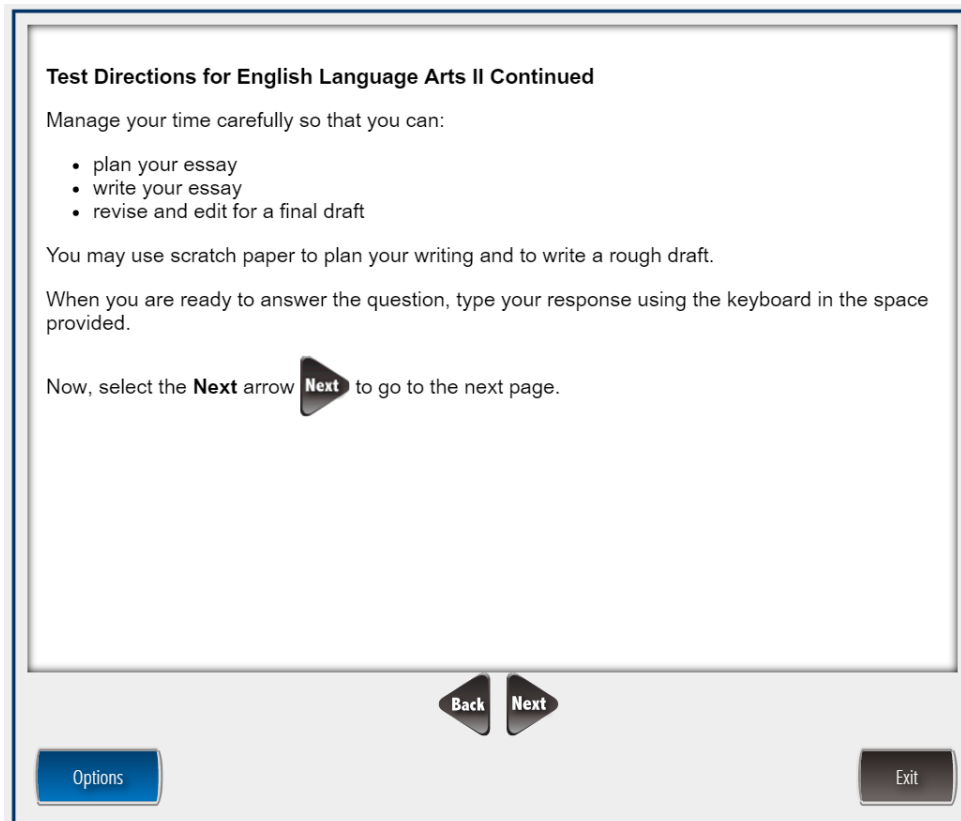 Test Directions for English Language Arts II Continued
Manage your time carefully so that you can:
• plan your essay
• write your essay
• revise and edit for a final draft
You may use scratch paper to plan your writing and to write a rough draft.
When you are ready to answer the question, type your response using the keyboard in the space
provided.
Now, select the Next arrow Next to go to the next page.
Back Next
Options Exit